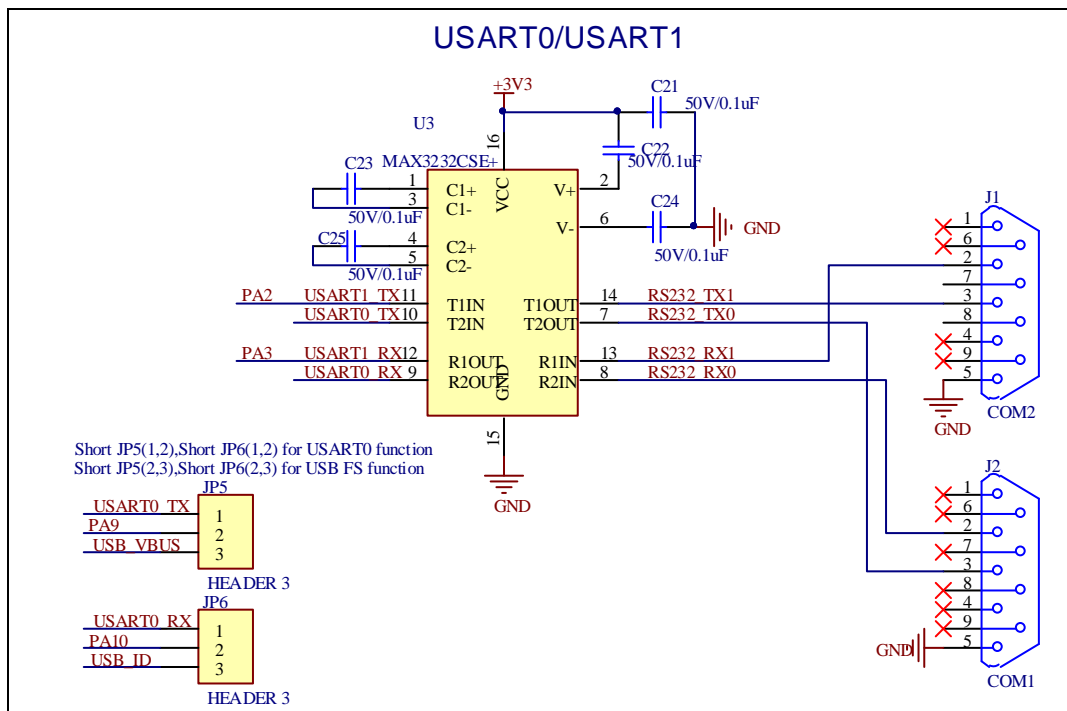 USART0/USART1
+3V3
C21
50V/0.1uF
U3
16
C22
50V/0.1uF
MAX3232CSE+
C23
1
C1+
VCC
V+
2
3
C1-
50V/0.1uF
6
C24
V-
GND
C25
4
C2+
5
C2-
50V/0.1uF
50V/0.1uF
PA2
USART1_TX
11
T1IN
T1OUT
14
RS232_TX1
USART0_TX
10
T2IN
T2OUT
7
RS232_TX0
PA3
USART1_RX
12
R1OUT
R1IN
13
RS232_RX1
USART0_RX
9
R2OUT
GND
R2IN
8
RS232_RX0
15
GND
J1
1
6
2
7
3
8
4
9
5
GND
COM2
Short JP5(1,2),Short JP6(1,2) for USART0 function
Short JP5(2,3),Short JP6(2,3) for USB FS function
JP5
USART0_TX
1
PA9
2
USB_VBUS
3
HEADER 3
JP6
USART0_RX
1
PA10
2
USB_ID
3
HEADER 3
J2
1
6
2
7
3
8
4
9
5
GND
COM1